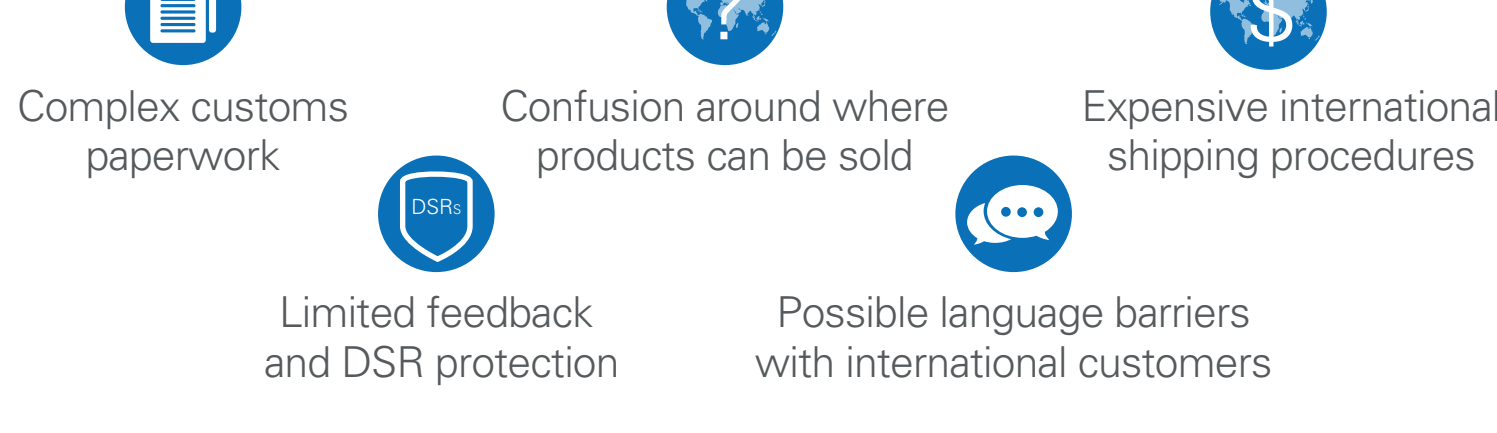 ?
$
Complex customs
paperwork
Confusion around where
products can be sold
Expensive international
shipping procedures
DSRs
Limited feedback
and DSR protection
Possible language barriers
with international customers